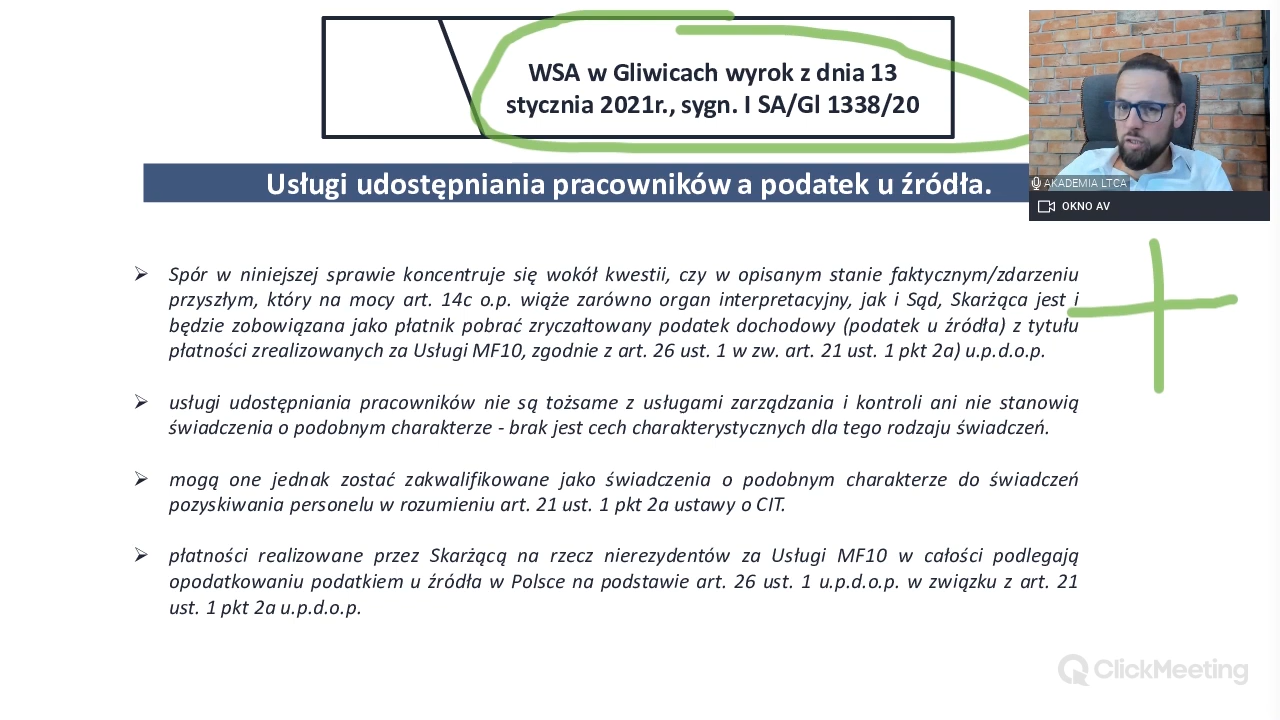 WSA w Gliwicach wyrok z dnia 13
stycznia 2021r., sygn. I SA/Gl 1338/20
Usługi udostępniania pracowników a podatek u źródła.
AKADEMIA LTCA
OKNO AV
Spór w niniejszej sprawie koncentruje się wokół kwestii, czy w opisanym stanie faktycznym/zdarzeniu
przyszłym, który na mocy art. 14c o.p. wiąże zarówno organ interpretacyjny, jak i Sąd, Skarżąca jest i
będzie zobowiązana jako płatnik pobrać zryczałtowany podatek dochodowy (podatek u źródła) z tytułu
płatności zrealizowanych za Usługi MF10, zgodnie z art. 26 ust. 1 w zw. art. 21 ust. 1 pkt 2a) u.p.d.o.p.
usługi udostępniania pracowników nie są tożsame z usługami zarządzania i kontroli ani nie stanowią
świadczenia o podobnym charakterze - brak jest cech charakterystycznych dla tego rodzaju świadczeń.
mogą one jednak zostać zakwalifikowane jako świadczenia o podobnym charakterze do świadczeń
pozyskiwania personelu w rozumieniu art. 21 ust. 1 pkt 2a ustawy o CIT.
płatności realizowane przez Skarżącą na rzecz nierezydentów za Usługi MF10 w całości podlegają
opodatkowaniu podatkiem u źródła w Polsce na podstawie art. 26 ust. 1 u.p.d.o.p. w związku z art. 21
ust. 1 pkt 2a u.p.d.o.p.
ClickMeeting